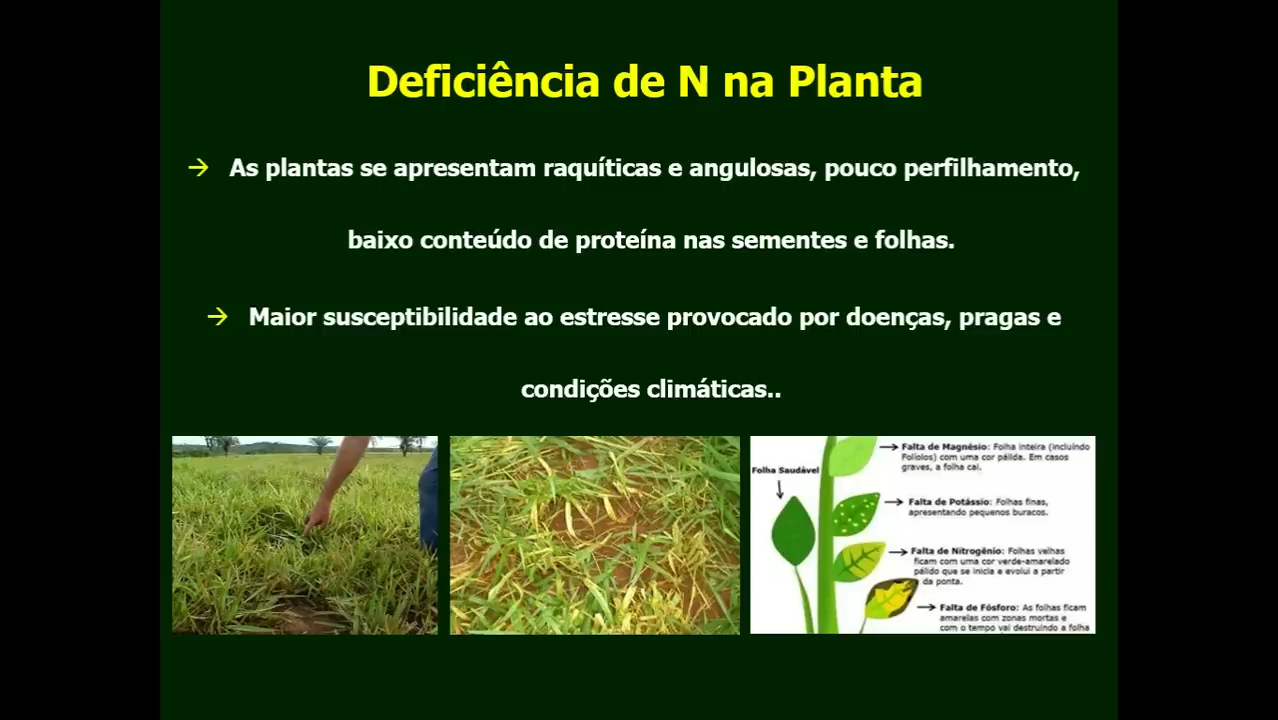 Deficiência de N na Planta
→ As plantas se apresentam raquíticas e angulosas, pouco perfilhamento,
baixo conteúdo de proteína nas sementes e folhas.
→ Maior susceptibilidade ao estresse provocado por doenças, pragas e
condições climáticas..
Folha Saudável
Falta de Magnésio: Folha inteira (incluindo
Folíolos) com uma cor pálida. Em casos
graves, a folha cai.
Falta de Potássio: Folhas finas,
apresentando pequenos buracos.
Falta de Nitrogênio: Folhas velhas
ficam com uma cor verde-amarelado
pálido que se inicia e evolui a partir
da ponta.
Falta de Fósforo: As folhas ficam
amarelas com zonas mortas e
com o tempo vai destruindo a folha